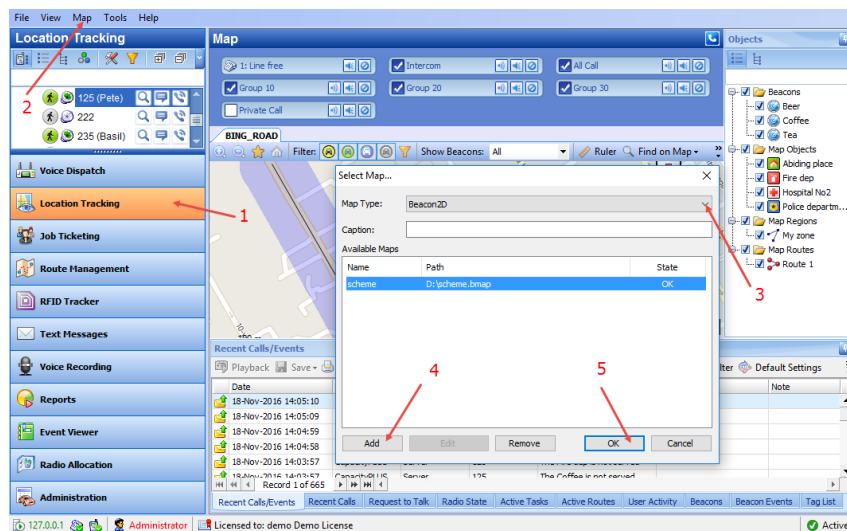 File View Map Tools Help
Location Tracking
125 (Pete)
222
235 (Basil)
Voice Dispatch
Location Tracking
Job Ticketing
Route Management
RFID Tracker
Text Messages
Voice Recording
Reports
Event Viewer
Radio Allocation
Administration
Map
1: Line free Intercom All Call
Group 10 Group 20 Group 30
Private Call
BING_ROAD
Filter: Show Beacons: All Ruler Find on Map
Select Map...
Map Type: Beacon2D
Caption:
Available Maps
Name Path State
scheme D:\scheme.bmap OK
Add Edit Remove OK Cancel
Objects
Beacons
Beer
Coffee
Tea
Map Objects
Abiding place
Fire dep
Hospital No2
Police departm...
Map Regions
My zone
Map Routes
Route 1
1
2
3
4
5
Recent Calls/Events
Playback Save Default Settings
Date Note
18-Nov-2016 14:05:10
18-Nov-2016 14:05:09
18-Nov-2016 14:04:59
18-Nov-2016 14:04:58
18-Nov-2016 14:03:57
18-Nov-2016 14:03:57 Server 125 The Coffee is not served
Record 1 of 665
Recent Calls/Events Recent Calls Request to Talk Radio State Active Tasks Active Routes User Activity Beacons Beacon Events Tag List
127.0.0.1 Administrator Licensed to: demo Demo License Active